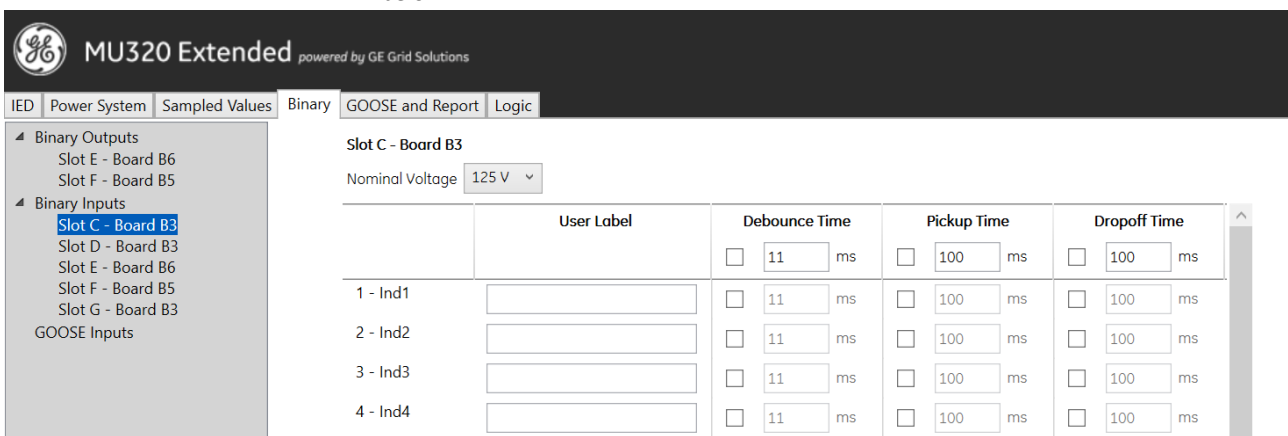 MU320 Extended powered by GE Grid Solutions
IED Power System Sampled Values Binary GOOSE and Report Logic
Binary Outputs
Slot E - Board B6
Slot F - Board B5
Binary Inputs
Slot C - Board B3
Slot D - Board B3
Slot E - Board B6
Slot F - Board B5
Slot G - Board B3
GOOSE Inputs
Slot C - Board B3
Nominal Voltage 125 V
User Label Debounce Time Pickup Time Dropoff Time
11 ms 100 ms 100 ms
1 - Ind1 11 ms 100 ms 100 ms
2 - Ind2 11 ms 100 ms 100 ms
3 - Ind3 11 ms 100 ms 100 ms
4 - Ind4 11 ms 100 ms 100 ms